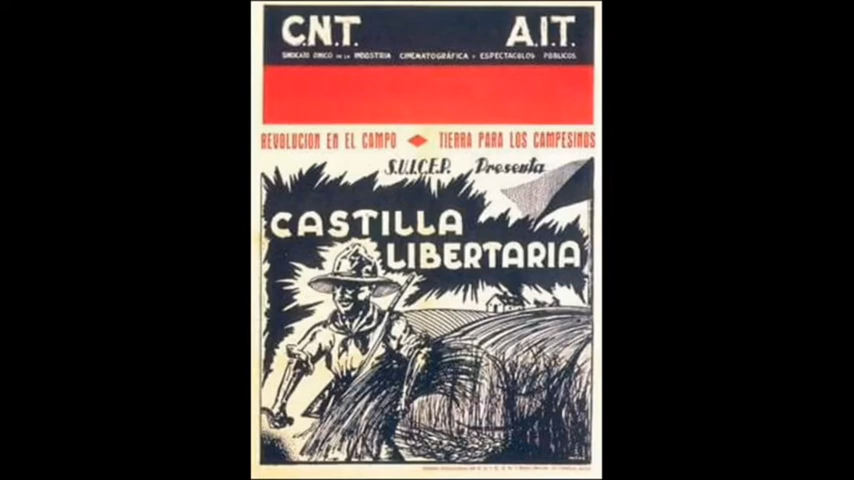 C.N.T. A.I.T.
SINDICATO ÚNICO DE LA INDUSTRIA CINEMATOGRÁFICA Y ESPECTÁCULOS PÚBLICOS
REVOLUCION EN EL CAMPO TIERRA PARA LOS CAMPESINOS
S.U.I.C.E.P. Presenta
CASTILLA
LIBERTARIA